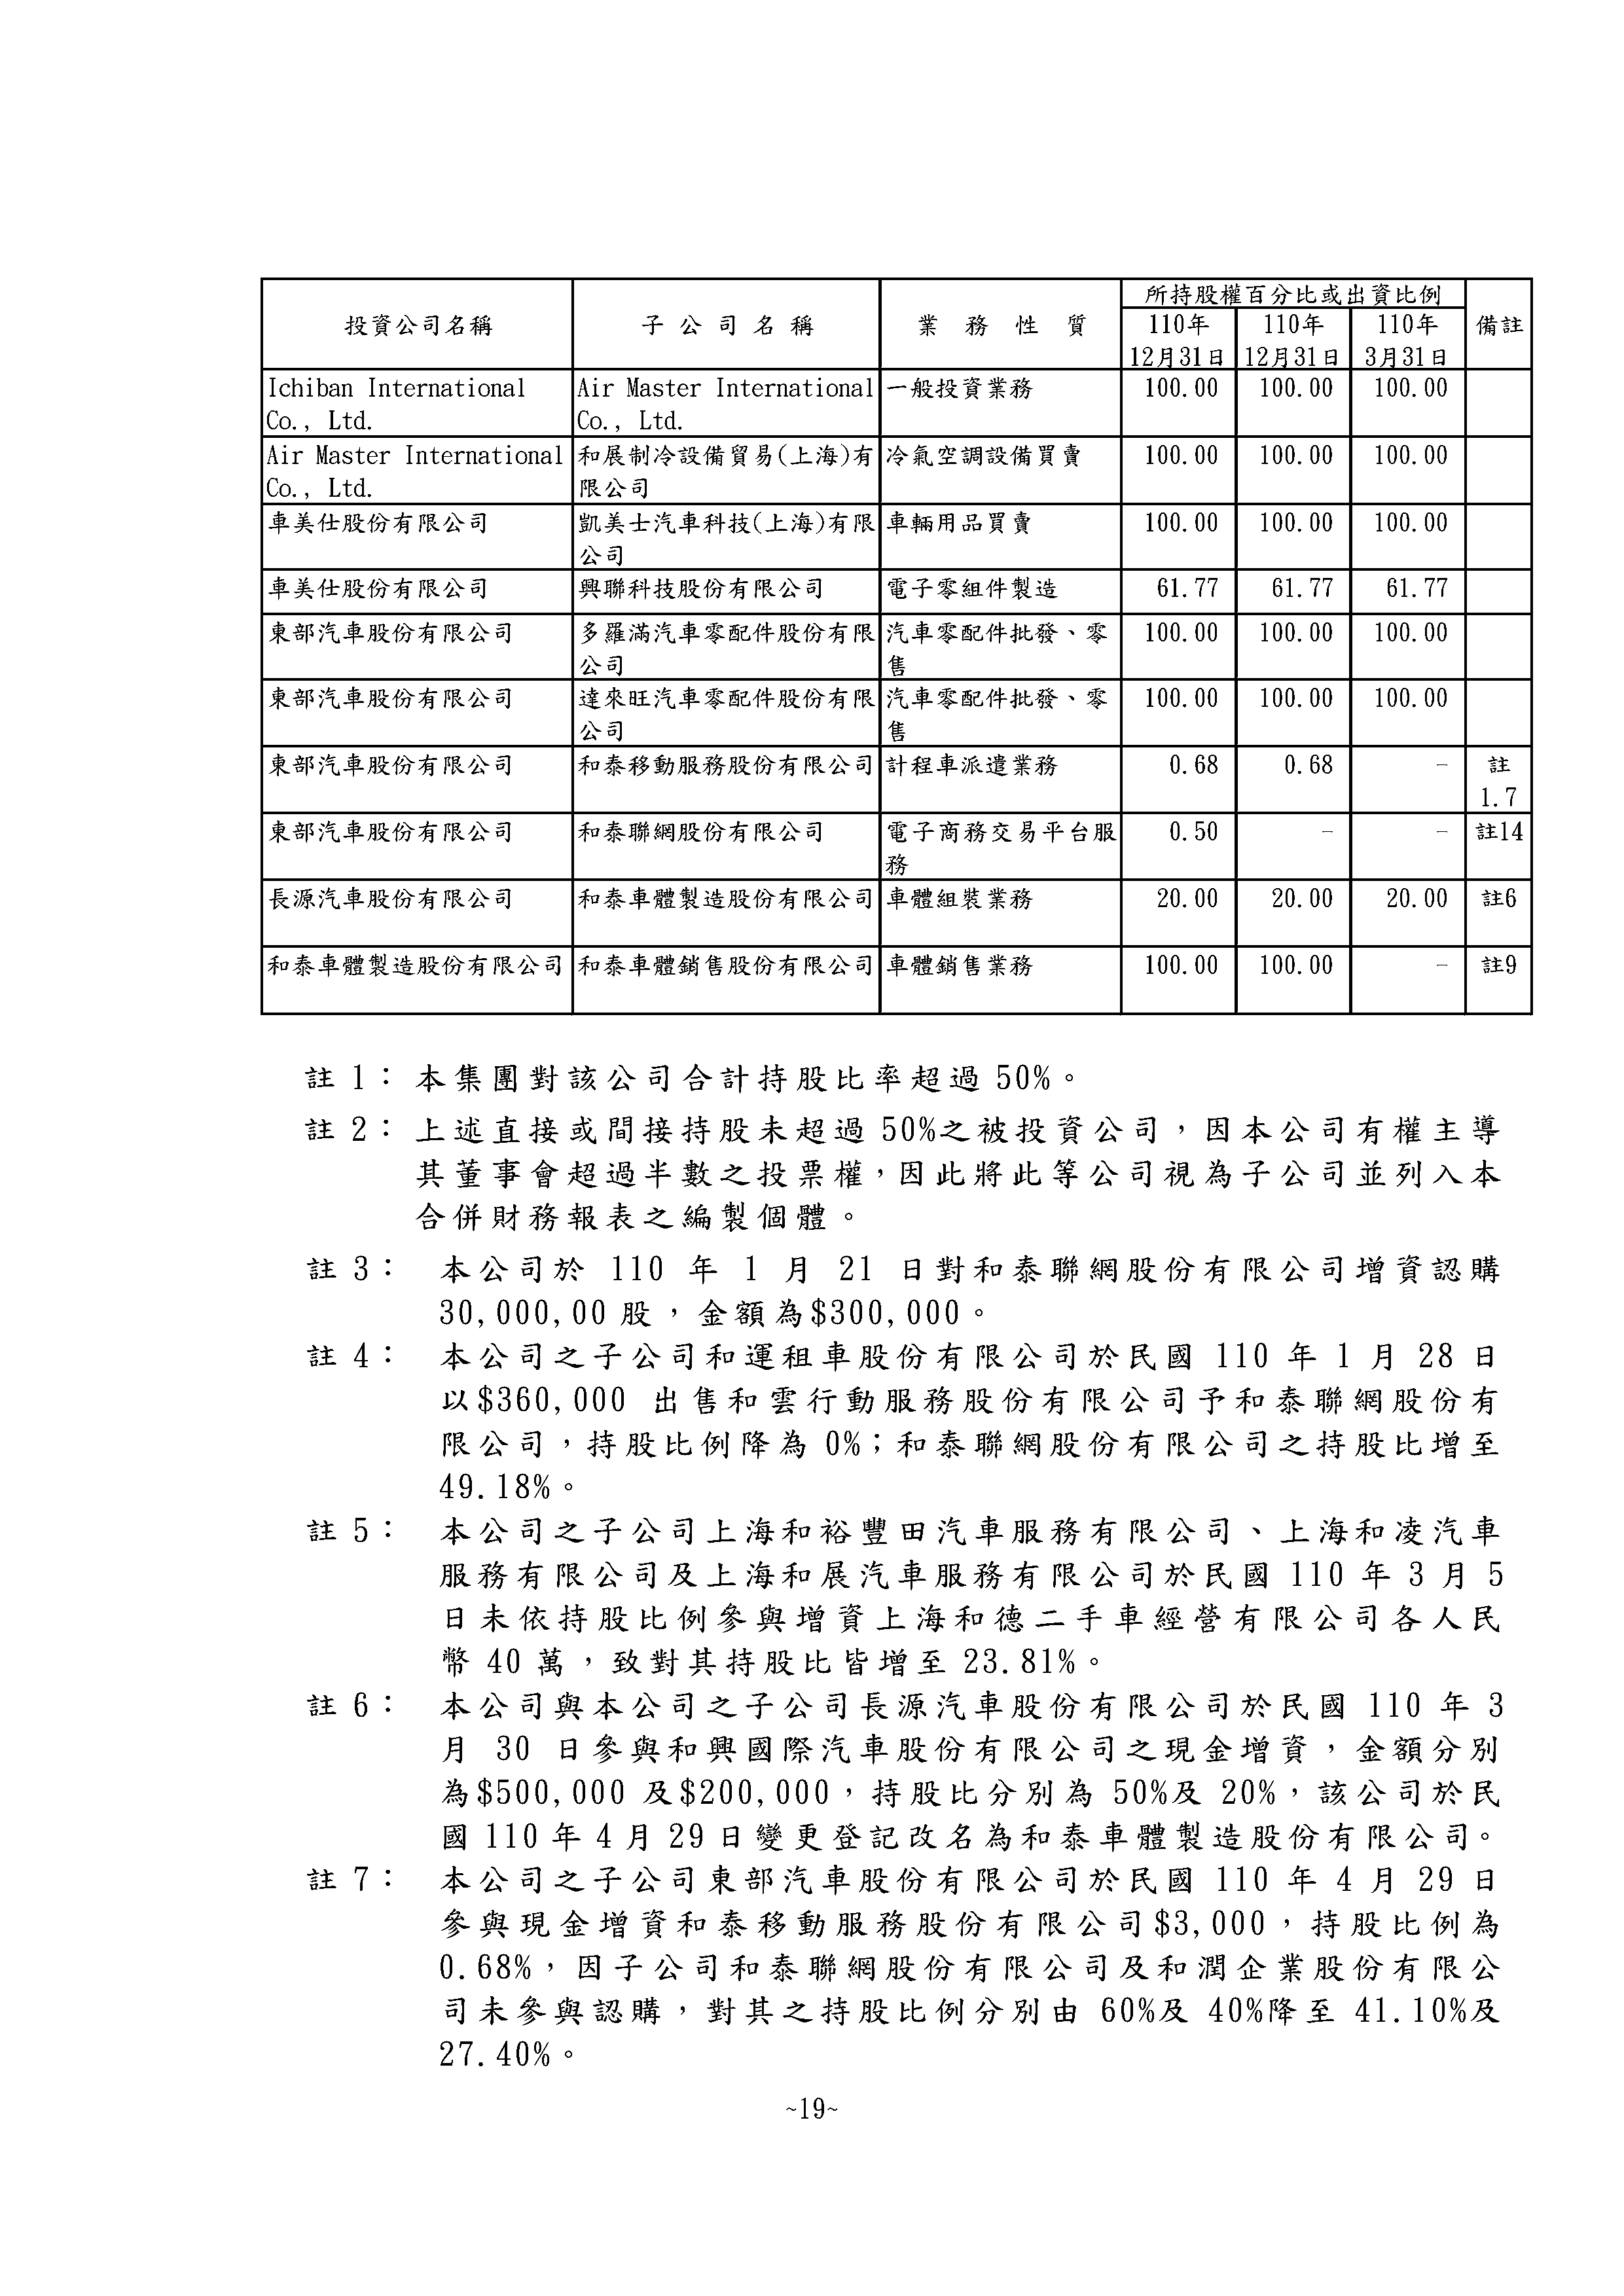 所持股權百分比或出資比例
投資公司名稱 子公司名稱 業務性質 110年 110年 110年 備註
12月31日 12月31日 3月31日
Ichiban International Air Master International 一般投資業務 100.00 100.00 100.00
Co., Ltd. Co., Ltd.
Air Master International 和展制冷設備貿易(上海)有 冷氣空調設備買賣 100.00 100.00 100.00
Co., Ltd. 限公司
車美仕股份有限公司 凱美士汽車科技(上海)有限 車輛用品買賣 100.00 100.00 100.00
公司
車美仕股份有限公司 興聯科技股份有限公司 電子零組件製造 61.77 61.77 61.77
東部汽車股份有限公司 多羅滿汽車零配件股份有限 汽車零配件批發、零 100.00 100.00 100.00
公司 售
東部汽車股份有限公司 達來旺汽車零配件股份有限 汽車零配件批發、零 100.00 100.00 100.00
公司 售
東部汽車股份有限公司 和泰移動服務股份有限公司 計程車派遣業務 0.68 0.68 - 註
1.7
東部汽車股份有限公司 和泰聯網股份有限公司 電子商務交易平台服 0.50 - - 註14
務
長源汽車股份有限公司 和泰車體製造股份有限公司 車體組裝業務 20.00 20.00 20.00 註6
和泰車體製造股份有限公司 和泰車體銷售股份有限公司 車體銷售業務 100.00 100.00 - 註9
註 1：本集團對該公司合計持股比率超過 50%。
註 2：上述直接或間接持股未超過 50%之被投資公司，因本公司有權主導
其董事會超過半數之投票權，因此將此等公司視為子公司並列入本
合併財務報表之編製個體。
註 3： 本公司於 110 年 1 月 21 日對和泰聯網股份有限公司增資認購
30,000,00 股，金額為$300,000。
註 4： 本公司之子公司和運租車股份有限公司於民國 110 年 1 月 28 日
以$360,000 出售和雲行動服務股份有限公司予和泰聯網股份有
限公司，持股比例降為 0%；和泰聯網股份有限公司之持股比增至
49.18%。
註 5： 本公司之子公司上海和裕豐田汽車服務有限公司、上海和凌汽車
服務有限公司及上海和展汽車服務有限公司於民國 110 年 3 月 5
日未依持股比例參與增資上海和德二手車經營有限公司各人民
幣 40 萬，致對其持股比皆增至 23.81%。
註 6： 本公司與本公司之子公司長源汽車股份有限公司於民國 110 年 3
月 30 日參與和興國際汽車股份有限公司之現金增資，金額分別
為$500,000 及$200,000，持股比分別為 50%及 20%，該公司於民
國 110 年 4 月 29 日變更登記改名為和泰車體製造股份有限公司。
註 7： 本公司之子公司東部汽車股份有限公司於民國 110 年 4 月 29 日
參與現金增資和泰移動服務股份有限公司$3,000，持股比例為
0.68%，因子公司和泰聯網股份有限公司及和潤企業股份有限公
司未參與認購，對其之持股比例分別由 60%及 40%降至 41.10%及
27.40%。
~19~